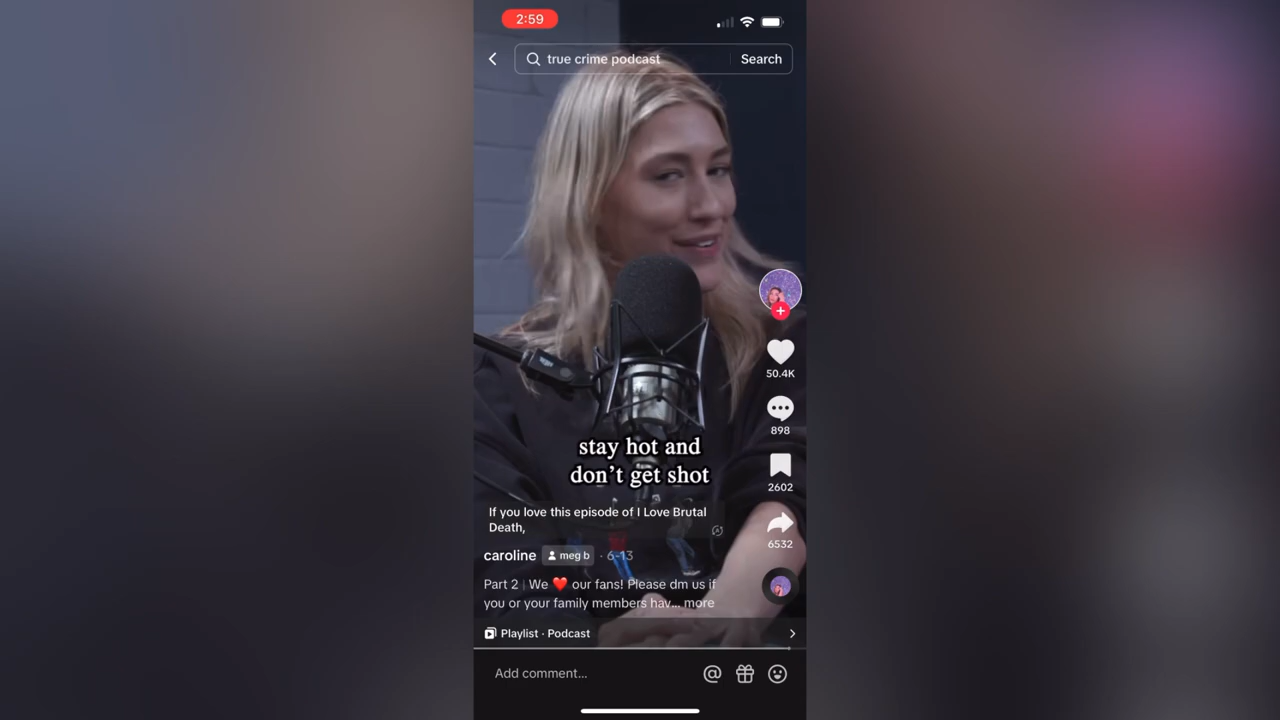 2:59
true crime podcast
Search
50.4K
898
stay hot and
don't get shot
2602
If you love this episode of I Love Brutal
Death,
6532
caroline meg b · 6-13
Part 2 | We ❤️ our fans! Please dm us if
you or your family members hav... more
Playlist · Podcast
Add comment...